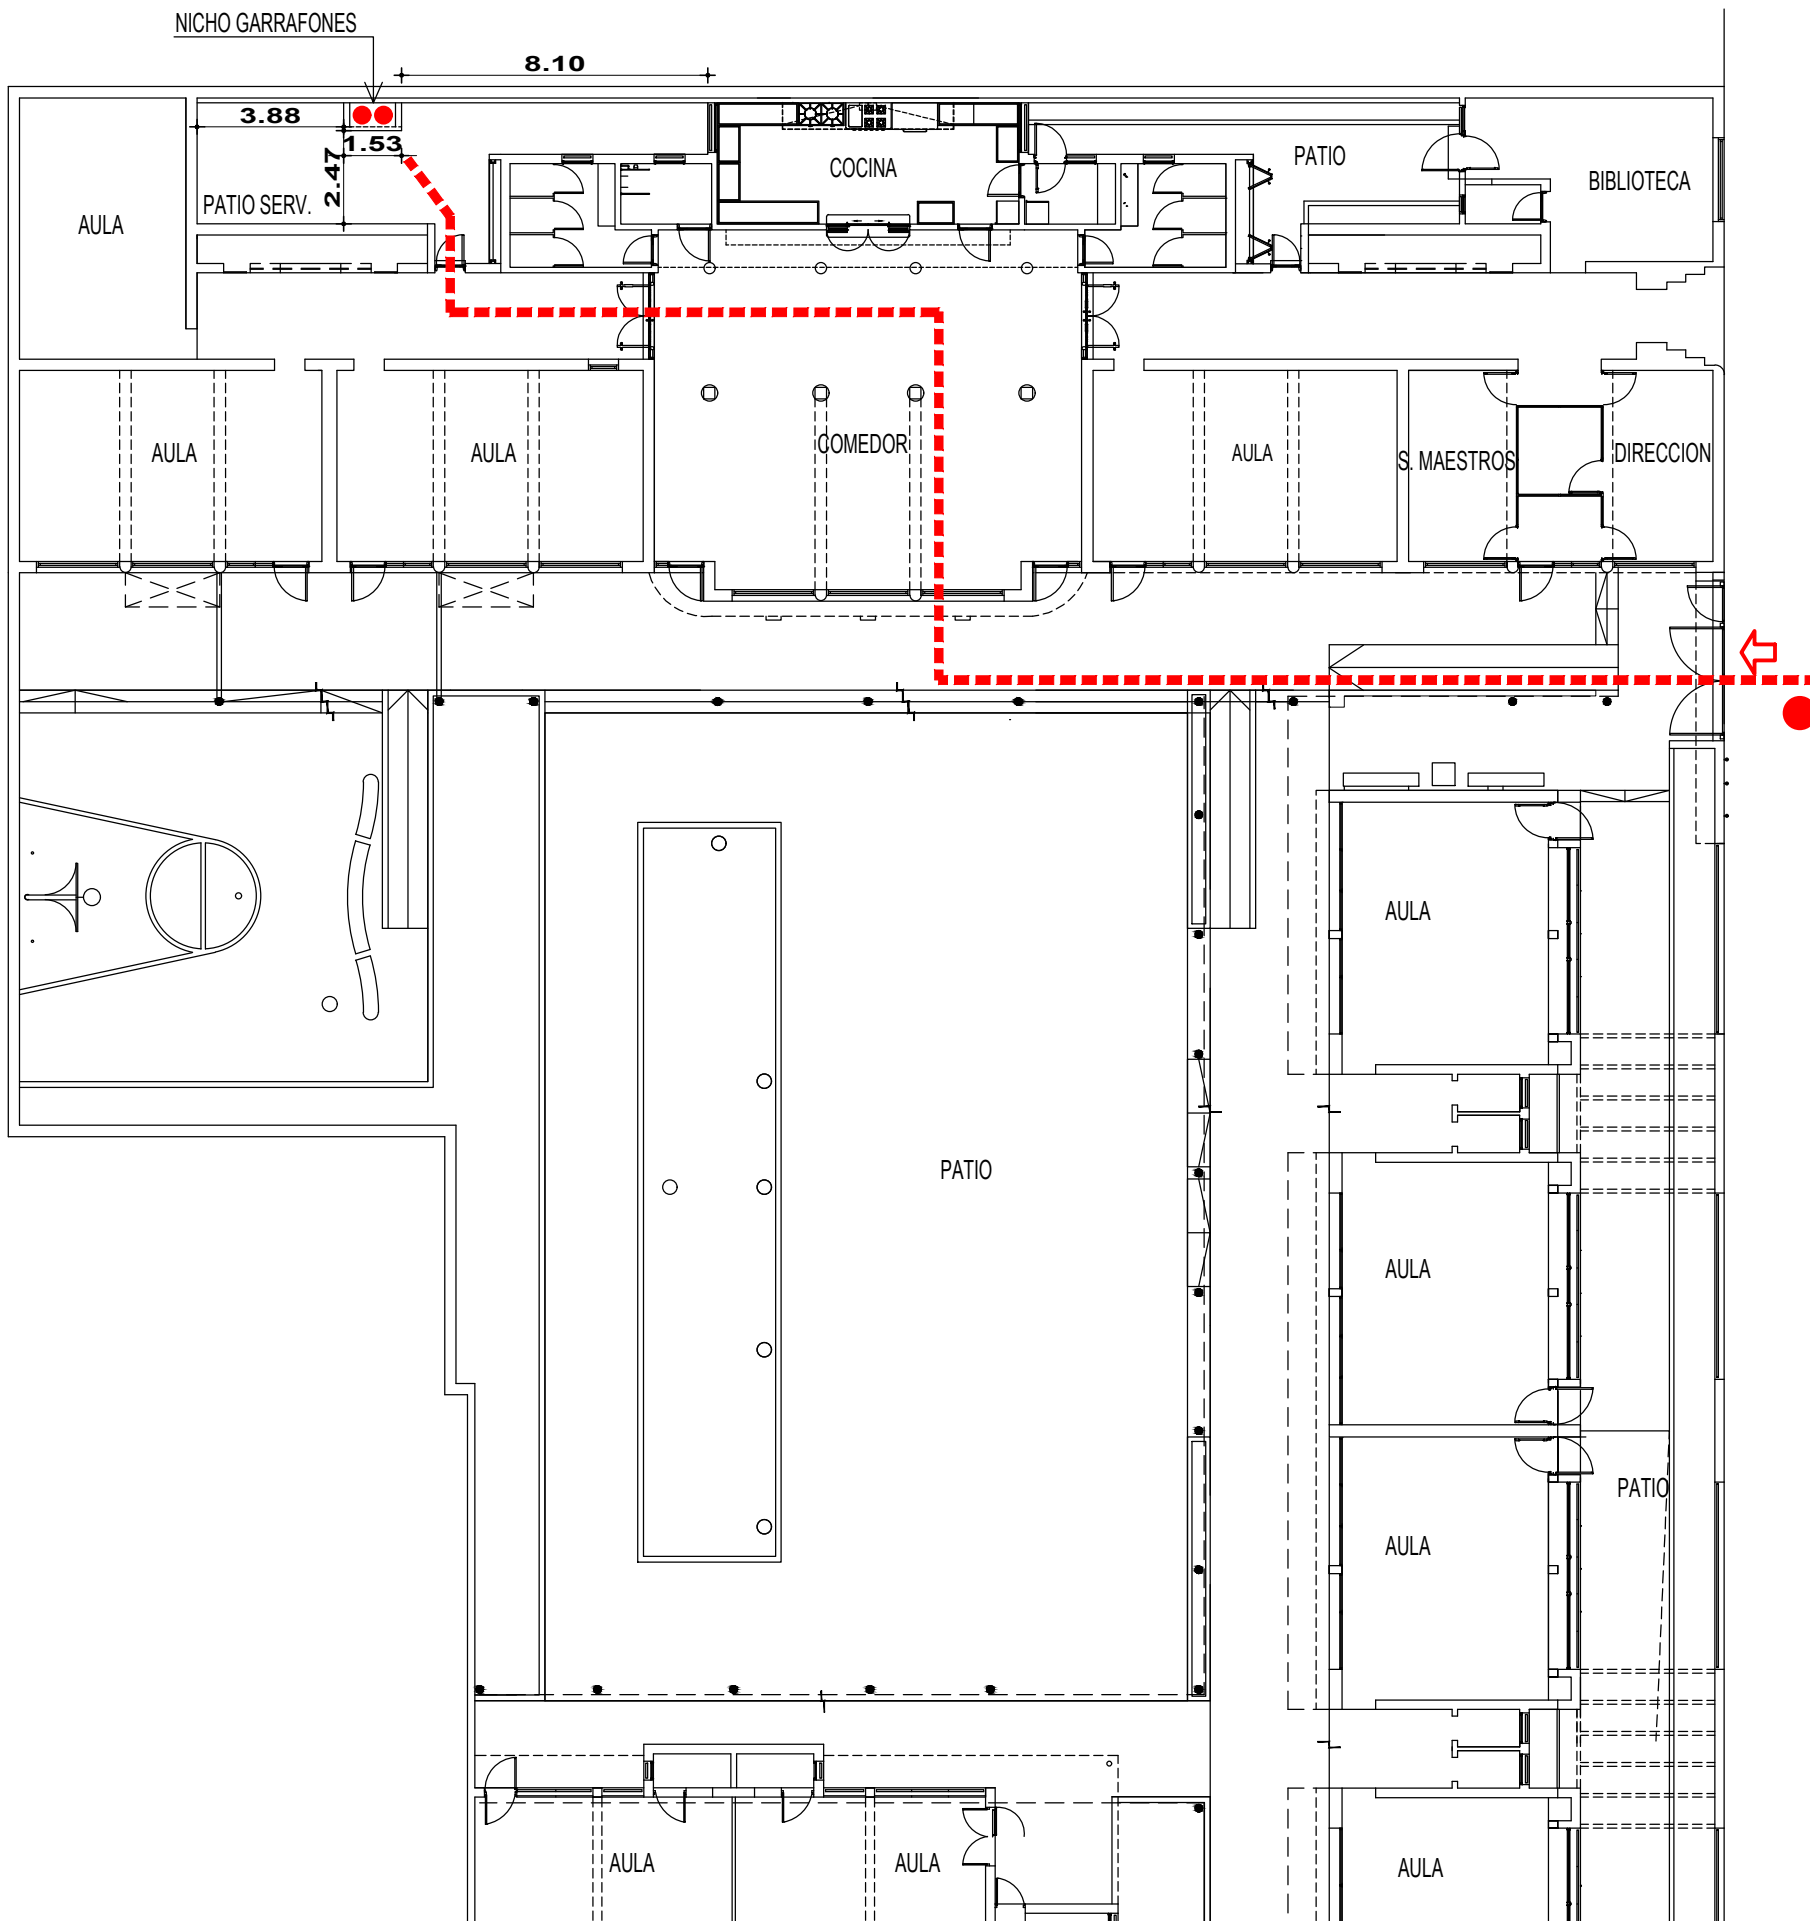 NICHO GARRAFONES
8.10
3.88
1.53
2.47
PATIO SERV.
AULA
COCINA
PATIO
BIBLIOTECA
AULA
AULA
COMEDOR
AULA
S. MAESTROS
DIRECCION
AULA
PATIO
AULA
PATIO
AULA
AULA
AULA
AULA